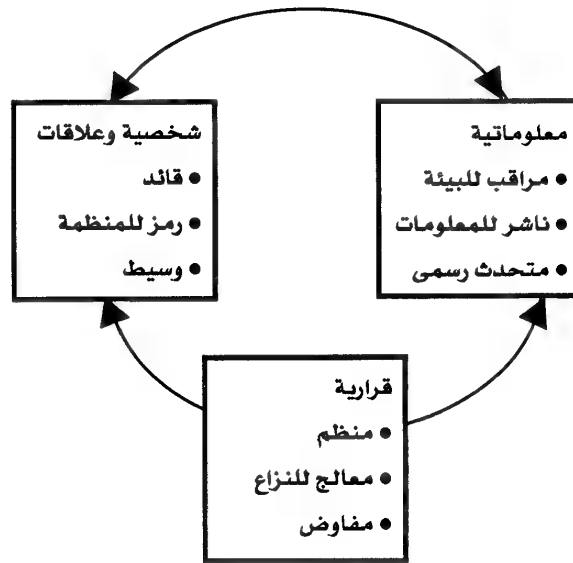 معلوماتية
• مراقب للبيئة
• ناشر للمعلومات
• متحدث رسمى
شخصية وعلاقات
• قائد
• رمز للمنظمة
• وسيط
قرارية
• منظم
• معالج للنزاع
• مفاوض